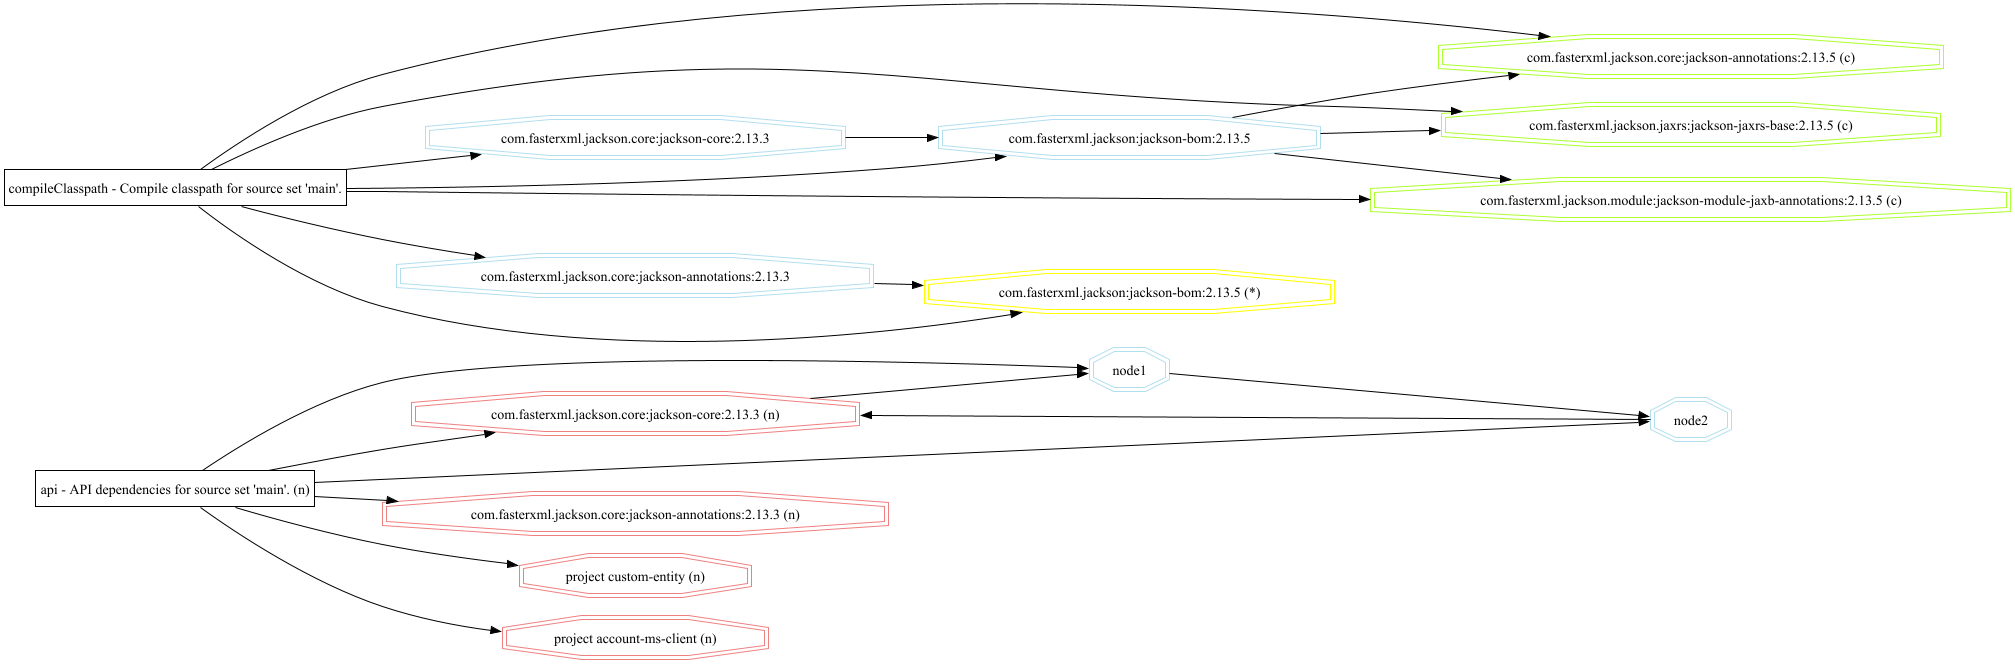 com.fasterxml.jackson.core:jackson-annotations:2.13.5 (c)
com.fasterxml.jackson.jaxrs:jackson-jaxrs-base:2.13.5 (c)
com.fasterxml.jackson.core:jackson-core:2.13.3
com.fasterxml.jackson:jackson-bom:2.13.5
compileClasspath - Compile classpath for source set 'main'.
com.fasterxml.jackson.module:jackson-module-jaxb-annotations:2.13.5 (c)
com.fasterxml.jackson.core:jackson-annotations:2.13.3
com.fasterxml.jackson:jackson-bom:2.13.5 (*)
node1
com.fasterxml.jackson.core:jackson-core:2.13.3 (n)
node2
api - API dependencies for source set 'main'. (n)
com.fasterxml.jackson.core:jackson-annotations:2.13.3 (n)
project custom-entity (n)
project account-ms-client (n)